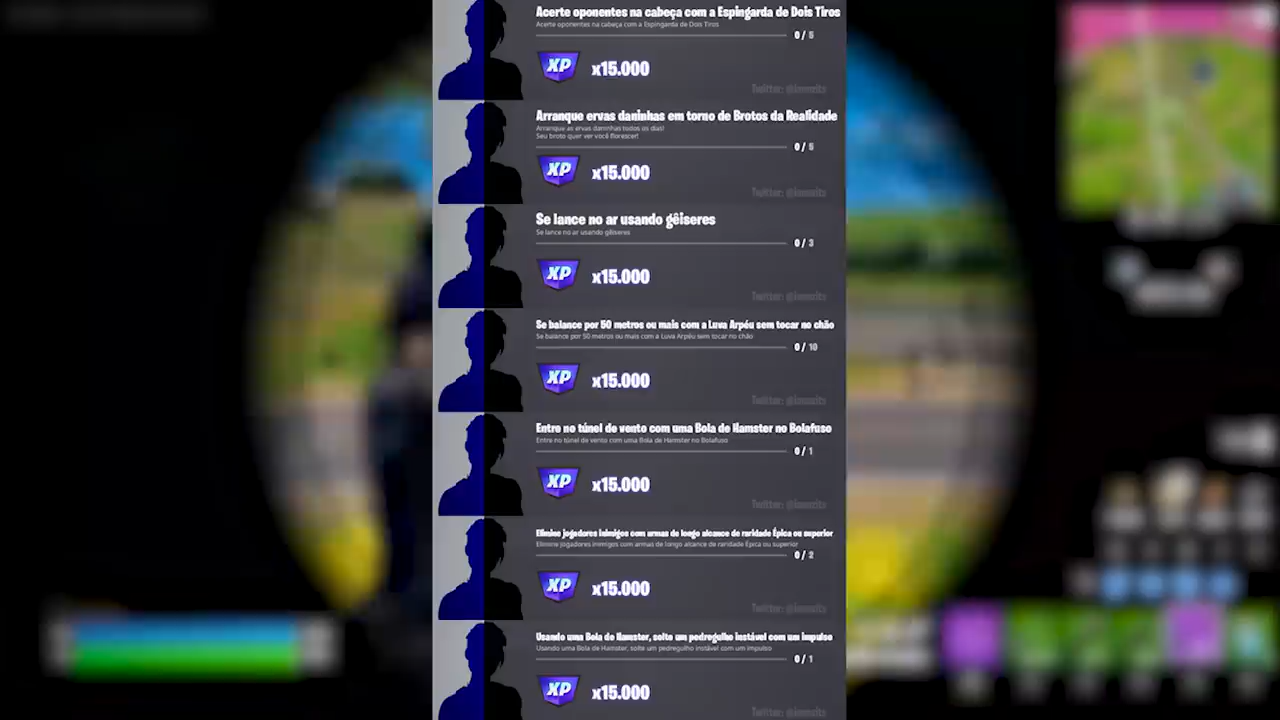 Acerte oponentes na cabeça com a Espingarda de Dois Tiros
Acerte oponentes na cabeça com a Espingarda de Dois Tiros
0 / 5
XP x15.000
Arranque ervas daninhas em torno de Brotos da Realidade
Arranque as ervas daninhas todos os dias!
Seu broto quer ver você florescer!
0 / 5
XP x15.000
Se lance no ar usando gêiseres
Se lance no ar usando gêiseres
0 / 3
XP x15.000
Se balance por 50 metros ou mais com a Luva Arpéu sem tocar no chão
Se balance por 50 metros ou mais com a Luva Arpéu sem tocar no chão
0 / 10
XP x15.000
Entre no túnel de vento com uma Bola de Hamster no Bolafuso
Entre no túnel de vento com uma Bola de Hamster no Bolafuso
0 / 1
XP x15.000
Elimine jogadores inimigos com armas de longo alcance de raridade Épica ou superior
Elimine jogadores inimigos com armas de longo alcance de raridade Épica ou superior
0 / 2
XP x15.000
Usando uma Bola de Hamster, solte um pedregulho instável com um impulso
Usando uma Bola de Hamster, solte um pedregulho instável com um impulso
0 / 1
XP x15.000